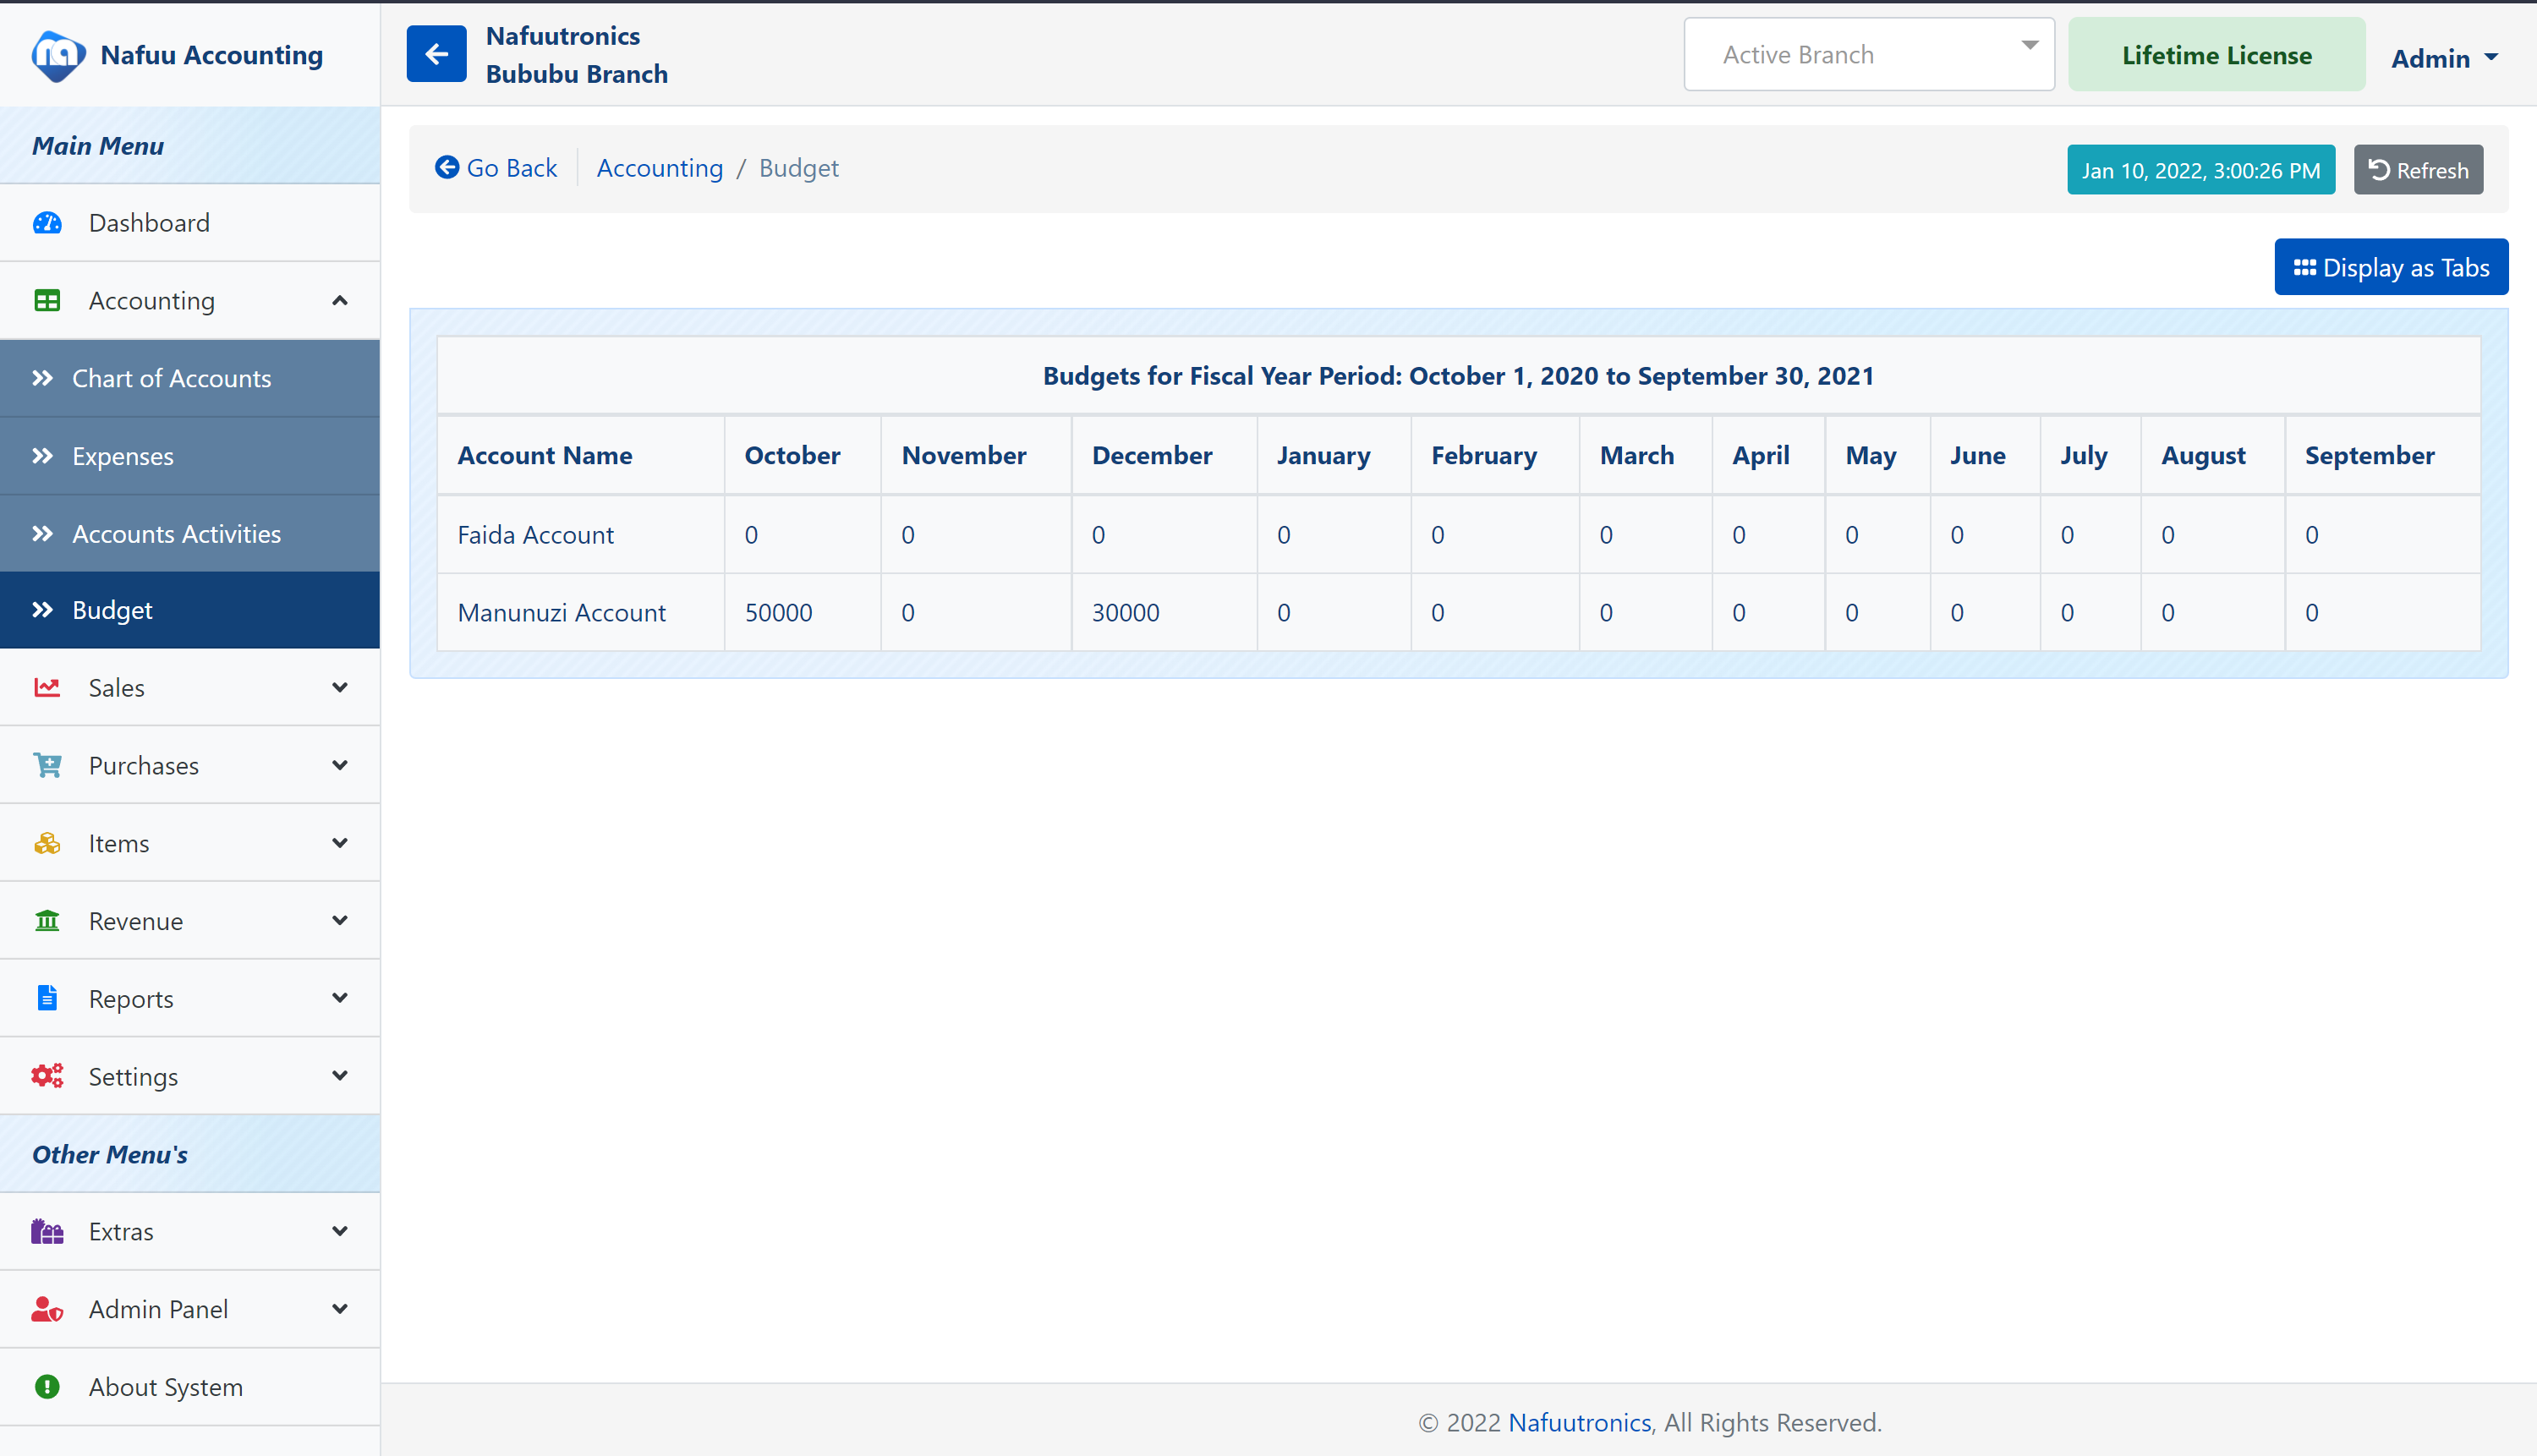 Nafuu Accounting
Nafuutronics
Bububu Branch
Active Branch
Lifetime License
Admin
Main Menu
Dashboard
Accounting
Chart of Accounts
Expenses
Accounts Activities
Budget
Sales
Purchases
Items
Revenue
Reports
Settings
Other Menu's
Extras
Admin Panel
About System
Go Back Accounting / Budget
Jan 10, 2022, 3:00:26 PM Refresh
Display as Tabs
Budgets for Fiscal Year Period: October 1, 2020 to September 30, 2021
Account Name October November December January February March April May June July August September
Faida Account 0 0 0 0 0 0 0 0 0 0 0 0
Manunuzi Account 50000 0 30000 0 0 0 0 0 0 0 0 0
© 2022 Nafuutronics, All Rights Reserved.